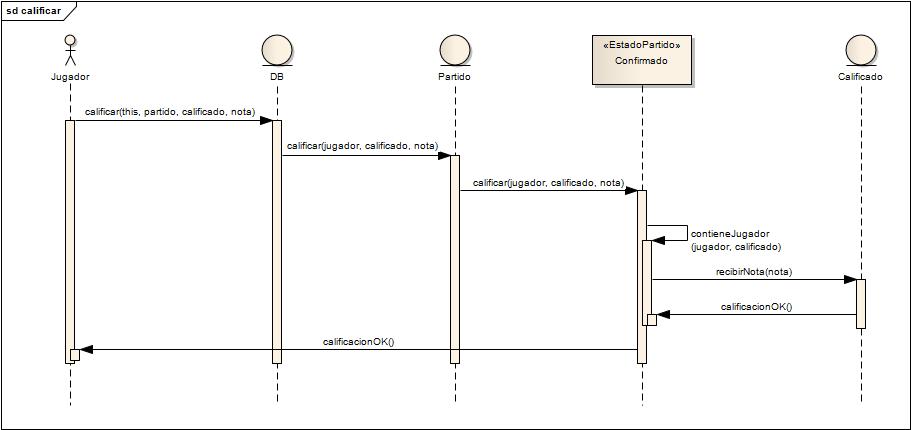 sd calificar
«EstadoPartido»
Confirmado
Jugador
DB
Partido
Calificado
calificar(this, partido, calificado, nota)
calificar(jugador, calificado, nota)
calificar(jugador, calificado, nota)
contieneJugador
(jugador, calificado)
recibirNota(nota)
calificacionOK()
calificacionOK()